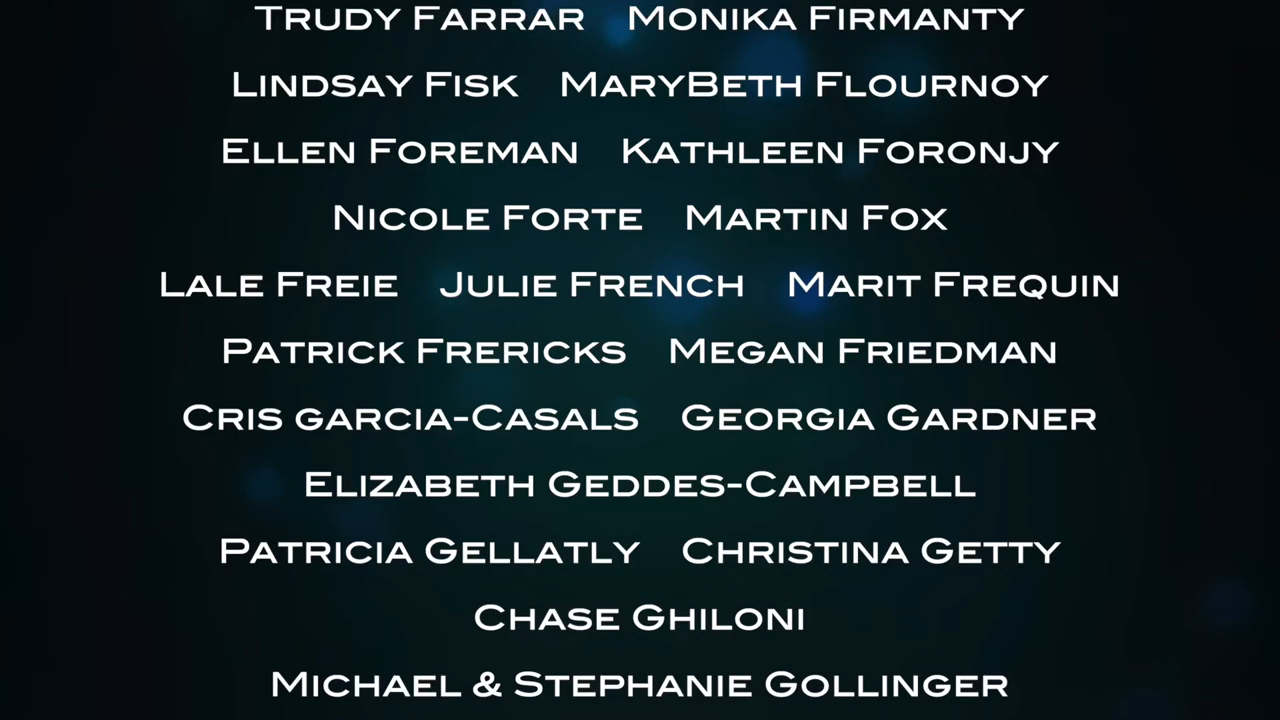 Trudy Farrar Monika Firmanty
Lindsay Fisk MaryBeth Flournoy
Ellen Foreman Kathleen Foronjy
Nicole Forte Martin Fox
Lale Freie Julie French Marit Frequin
Patrick Frericks Megan Friedman
Cris garcia-Casals Georgia Gardner
Elizabeth Geddes-Campbell
Patricia Gellatly Christina Getty
Chase Ghiloni
Michael & Stephanie Gollinger